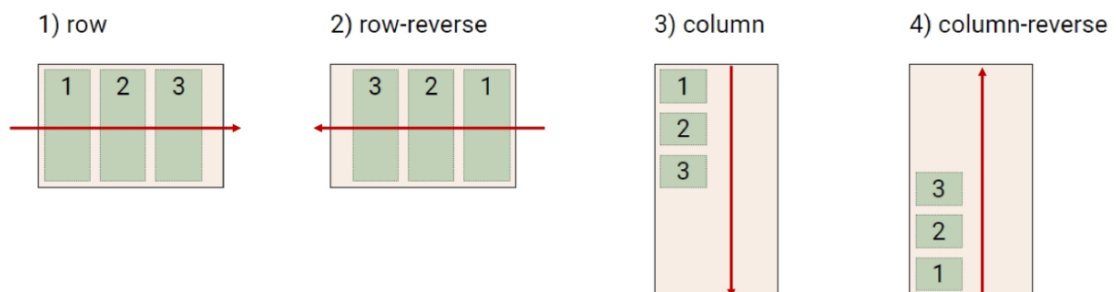 1) row
2) row-reverse
3) column
4) column-reverse
1 2 3
3 2 1
1
2
3
3
2
1